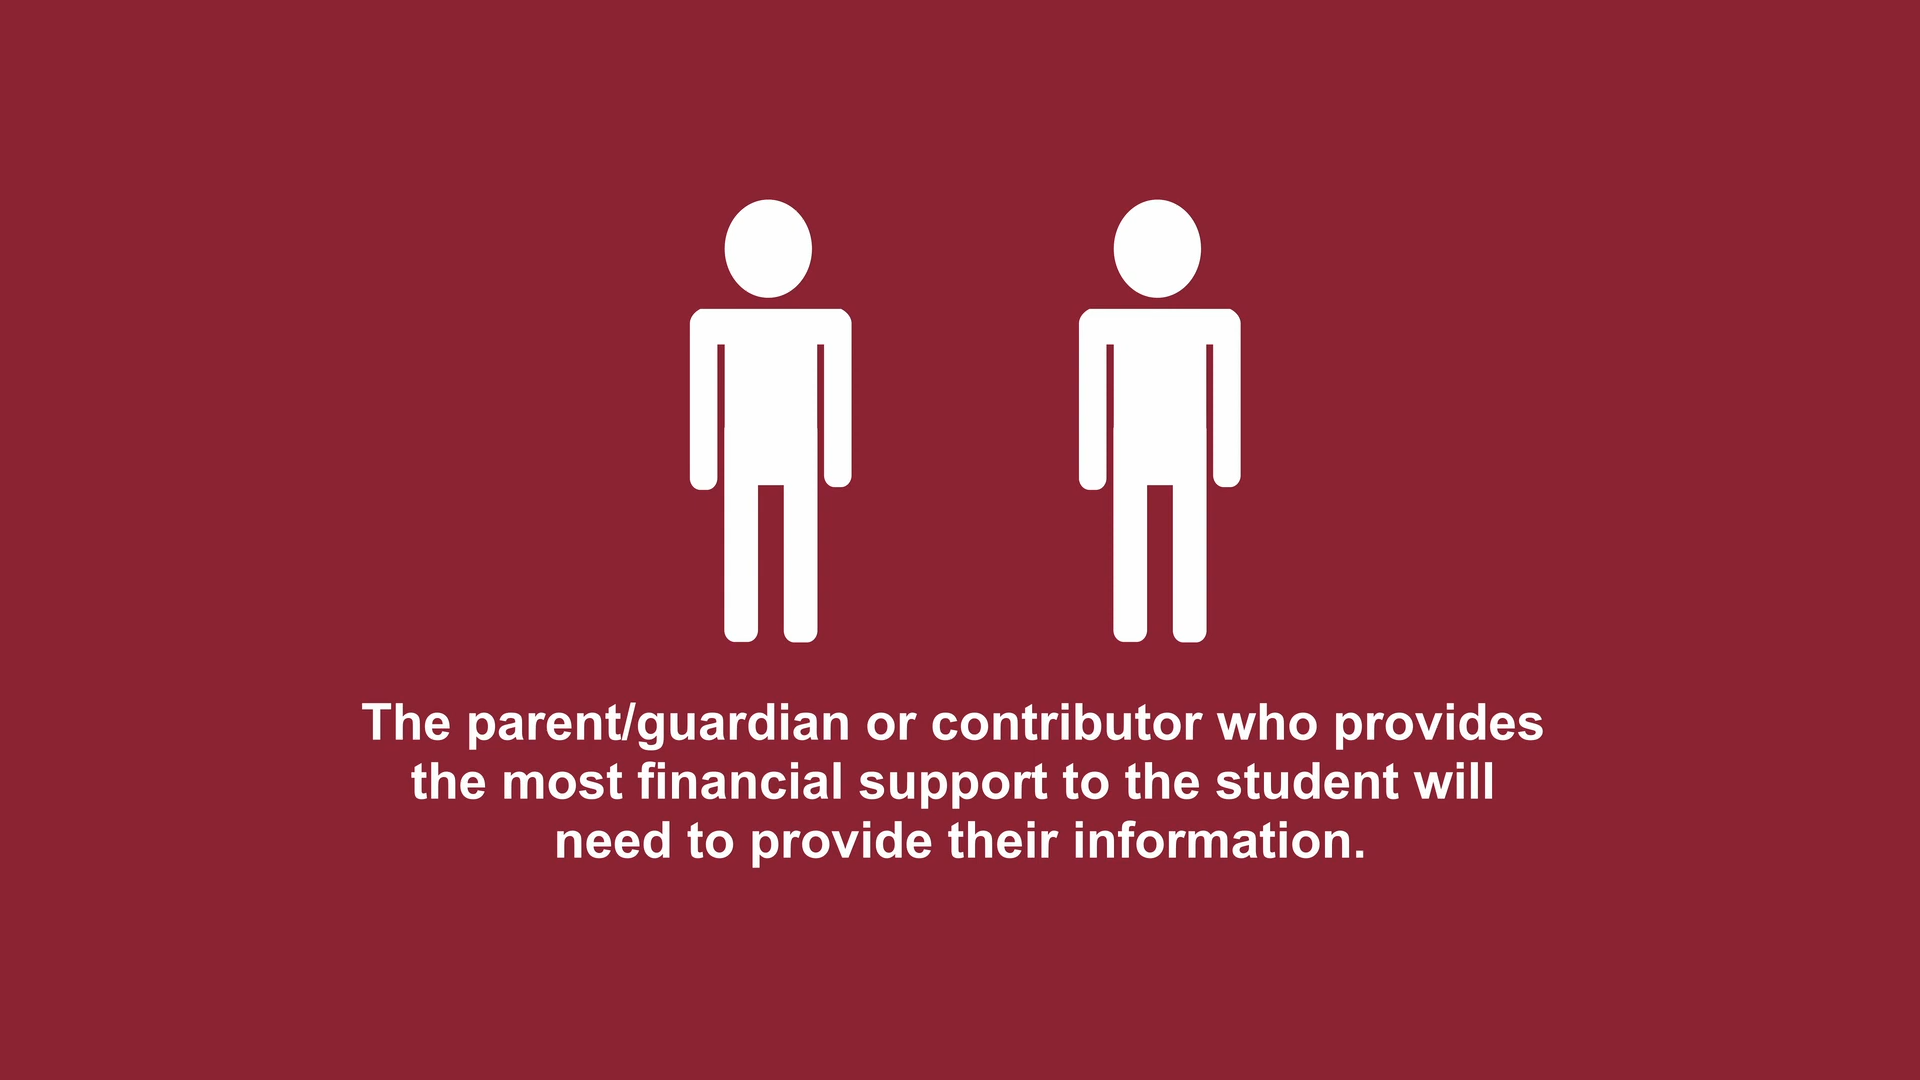 The parent/guardian or contributor who provides
the most financial support to the student will
need to provide their information.